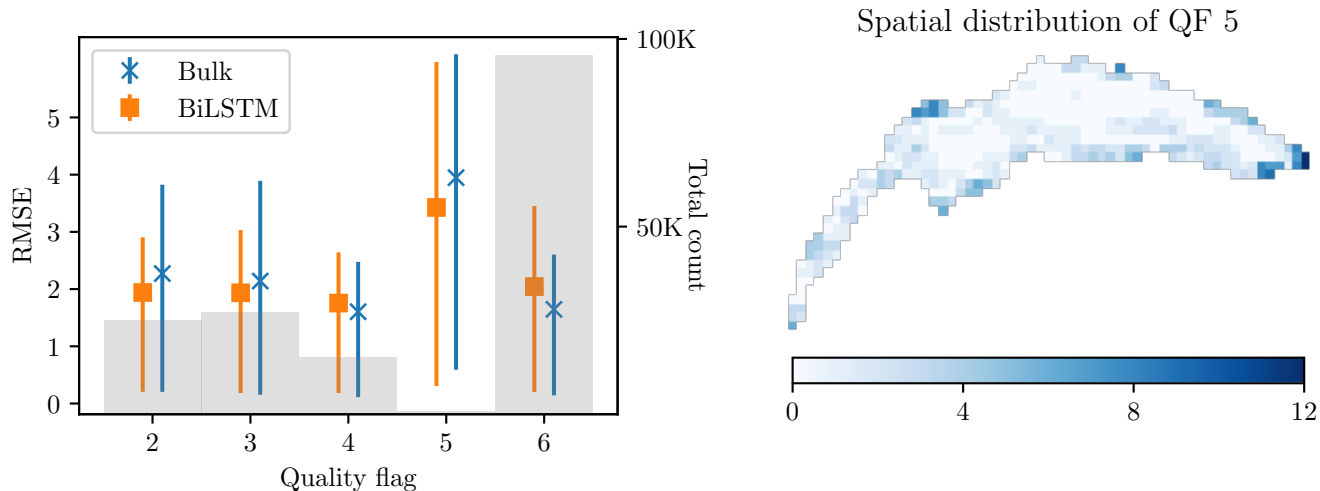 Spatial distribution of QF 5
Bulk
BiLSTM
100K
50K
Total count
RMSE
5
4
3
2
1
0
2 3 4 5 6
Quality flag
0 4 8 12